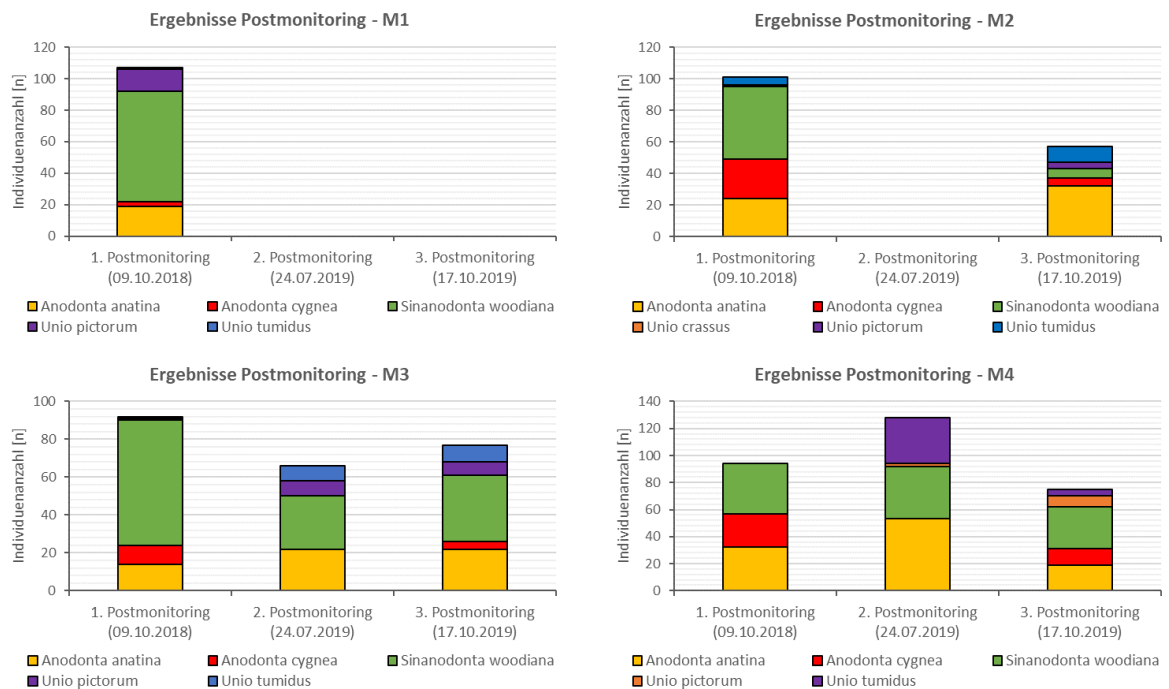 Ergebnisse Postmonitoring - M1
Individuenanzahl [n]
120
100
80
60
40
20
0
1. Postmonitoring 2. Postmonitoring 3. Postmonitoring
(09.10.2018) (24.07.2019) (17.10.2019)
Anodonta anatina Anodonta cygnea Sinanodonta woodiana
Unio pictorum Unio tumidus
Ergebnisse Postmonitoring - M2
Individuenanzahl [n]
120
100
80
60
40
20
0
1. Postmonitoring 2. Postmonitoring 3. Postmonitoring
(09.10.2018) (24.07.2019) (17.10.2019)
Anodonta anatina Anodonta cygnea Sinanodonta woodiana
Unio crassus Unio pictorum Unio tumidus
Ergebnisse Postmonitoring - M3
Individuenanzahl [n]
100
80
60
40
20
0
1. Postmonitoring 2. Postmonitoring 3. Postmonitoring
(09.10.2018) (24.07.2019) (17.10.2019)
Anodonta anatina Anodonta cygnea Sinanodonta woodiana
Unio pictorum Unio tumidus
Ergebnisse Postmonitoring - M4
Individuenanzahl [n]
140
120
100
80
60
40
20
0
1. Postmonitoring 2. Postmonitoring 3. Postmonitoring
(09.10.2018) (24.07.2019) (17.10.2019)
Anodonta anatina Anodonta cygnea Sinanodonta woodiana
Unio pictorum Unio tumidus